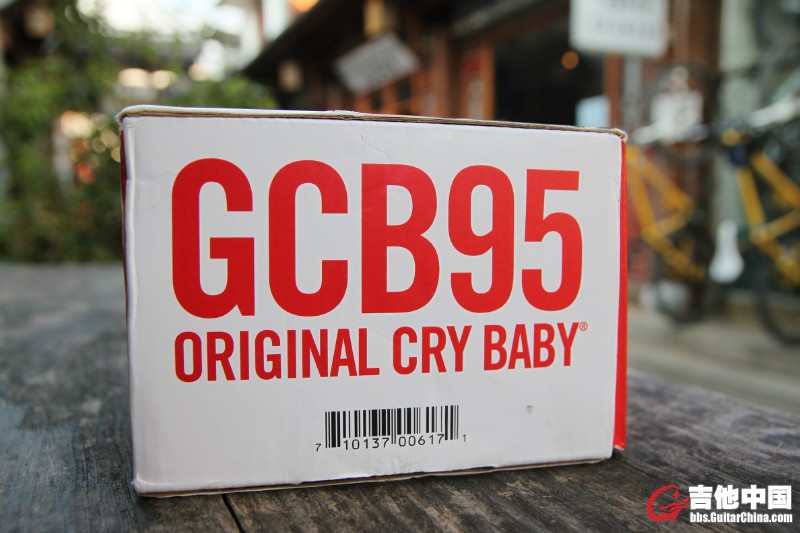 GCB95
ORIGINAL CRY BABY®
7 10137 00617 1
吉他中国
bbs.GuitarChina.com